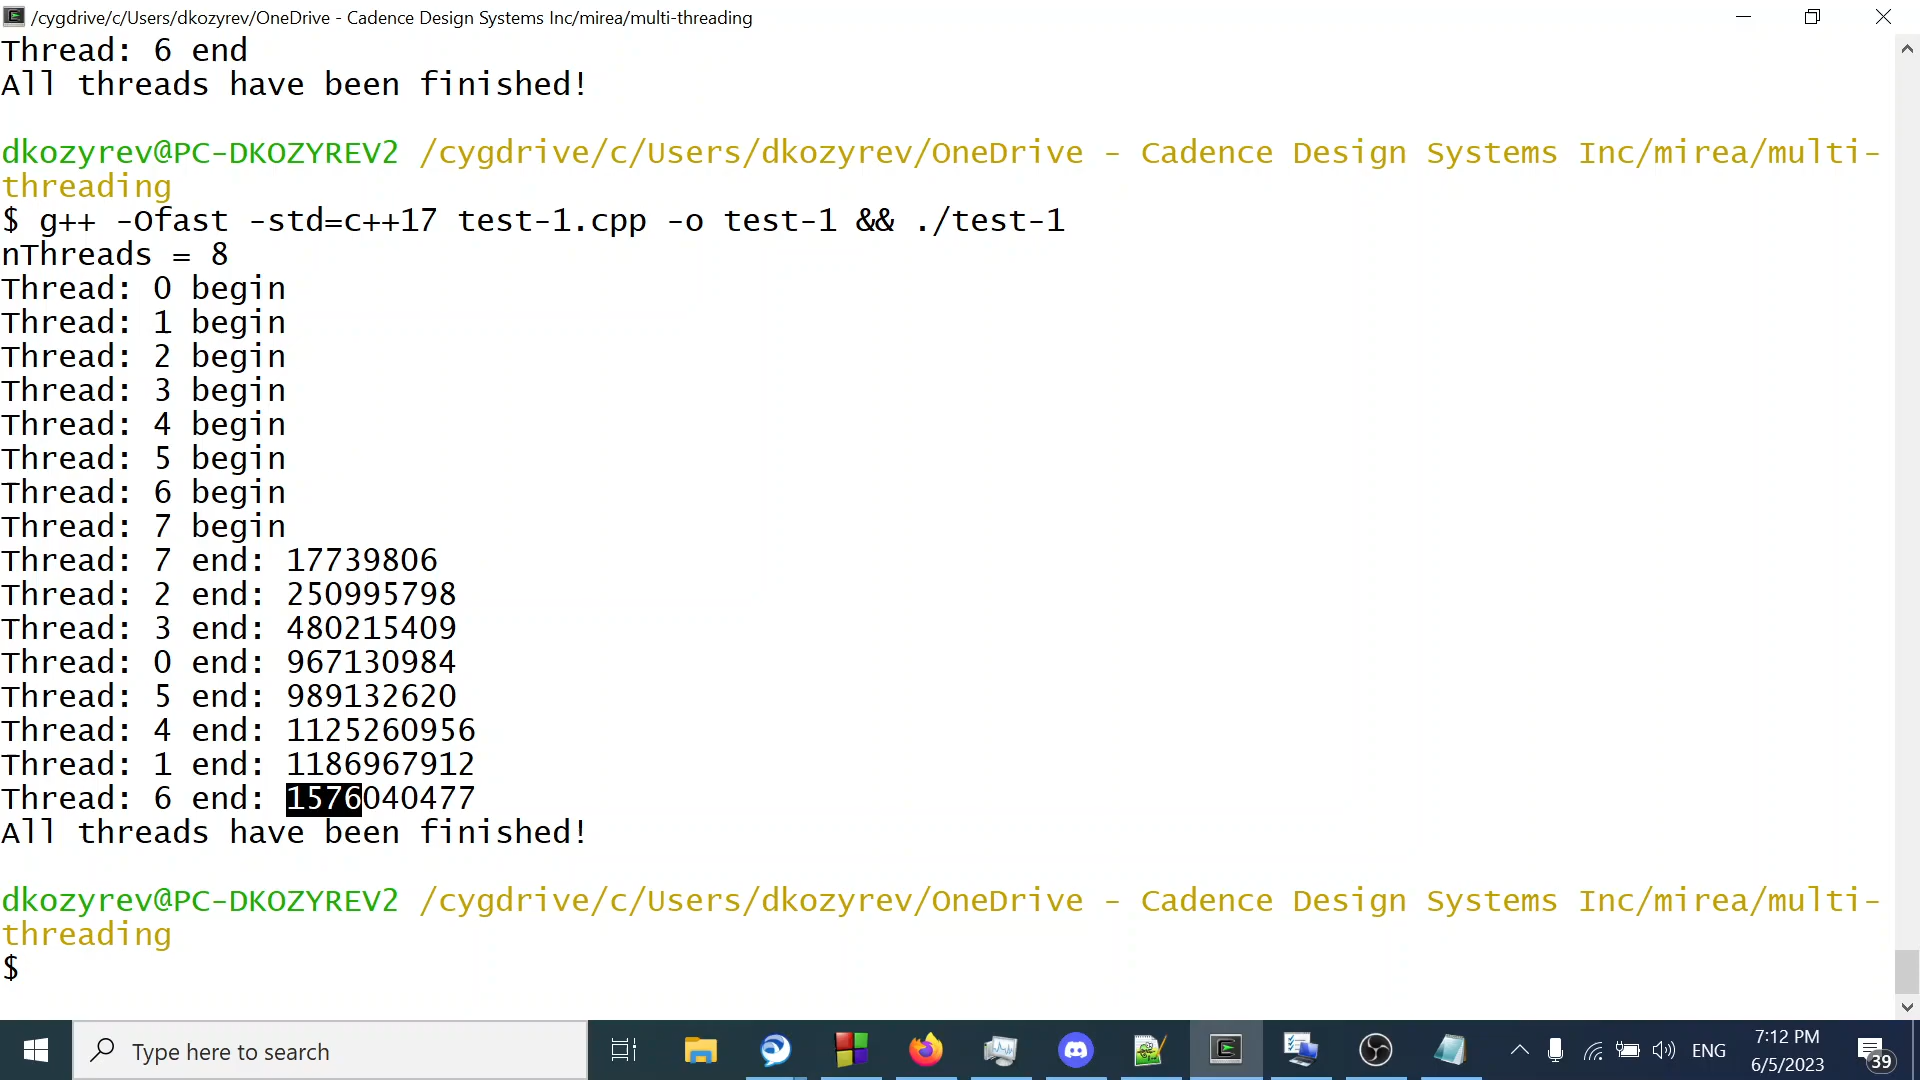 /cygdrive/c/Users/dkozyrev/OneDrive - Cadence Design Systems Inc/mirea/multi-threading
Thread: 6 end
All threads have been finished!
dkozyrev@PC-DKOZYREV2 /cygdrive/c/Users/dkozyrev/OneDrive - Cadence Design Systems Inc/mirea/multi-
threading
$ g++ -Ofast -std=c++17 test-1.cpp -o test-1 && ./test-1
nThreads = 8
Thread: 0 begin
Thread: 1 begin
Thread: 2 begin
Thread: 3 begin
Thread: 4 begin
Thread: 5 begin
Thread: 6 begin
Thread: 7 begin
Thread: 7 end: 17739806
Thread: 2 end: 250995798
Thread: 3 end: 480215409
Thread: 0 end: 967130984
Thread: 5 end: 989132620
Thread: 4 end: 1125260956
Thread: 1 end: 1186967912
Thread: 6 end: 1576040477
All threads have been finished!
dkozyrev@PC-DKOZYREV2 /cygdrive/c/Users/dkozyrev/OneDrive - Cadence Design Systems Inc/mirea/multi-
threading
$
Type here to search
ENG
7:12 PM
6/5/2023
39